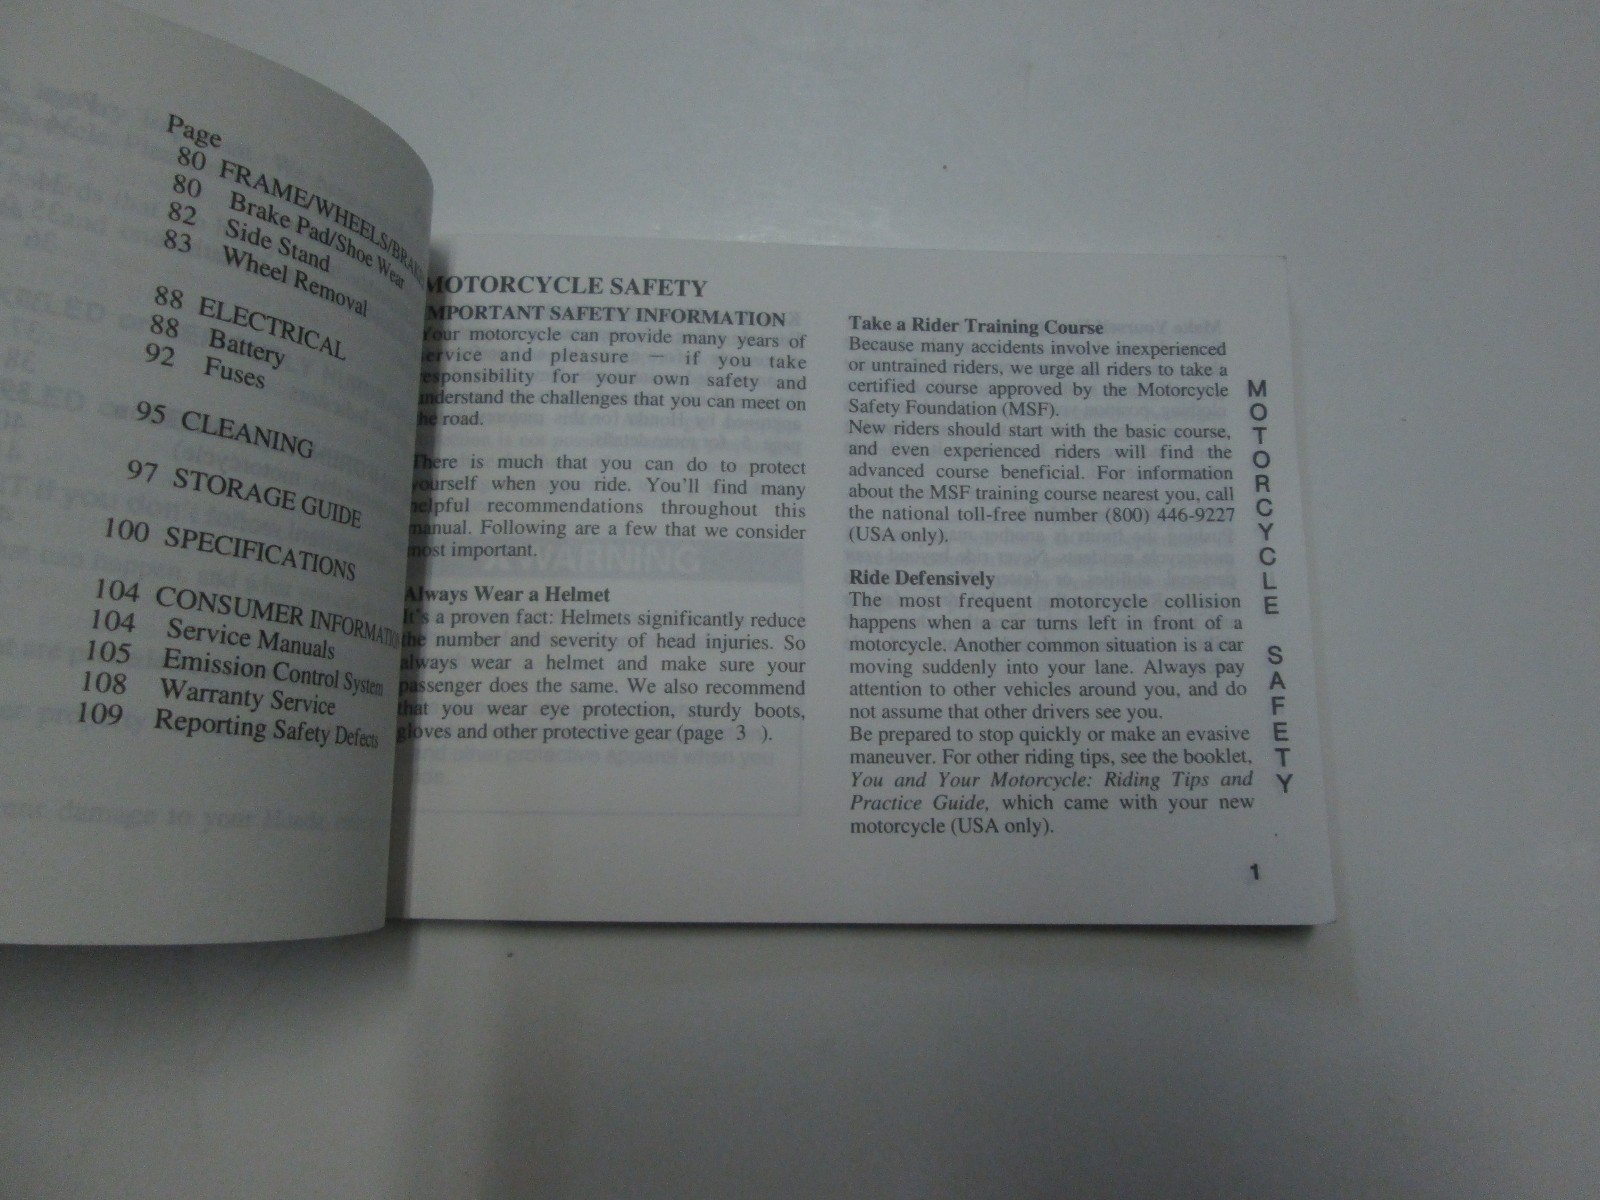 Page
80 FRAME/WHEELS/BRAKES
80 Brake Pad/Shoe Wear
82 Side Stand
83 Wheel Removal
88 ELECTRICAL
88 Battery
92 Fuses
95 CLEANING
97 STORAGE GUIDE
100 SPECIFICATIONS
104 CONSUMER INFORMATION
104 Service Manuals
105 Emission Control System
108 Warranty Service
109 Reporting Safety Defects
MOTORCYCLE SAFETY
IMPORTANT SAFETY INFORMATION
Your motorcycle can provide many years of
service and pleasure — if you take
responsibility for your own safety and
understand the challenges that you can meet on
the road.
There is much that you can do to protect
yourself when you ride. You'll find many
helpful recommendations throughout this
manual. Following are a few that we consider
most important.
Always Wear a Helmet
It's a proven fact: Helmets significantly reduce
the number and severity of head injuries. So
always wear a helmet and make sure your
passenger does the same. We also recommend
that you wear eye protection, sturdy boots,
gloves and other protective gear (page 3 ).
Take a Rider Training Course
Because many accidents involve inexperienced
or untrained riders, we urge all riders to take a
certified course approved by the Motorcycle
Safety Foundation (MSF).
New riders should start with the basic course,
and even experienced riders will find the
advanced course beneficial. For information
about the MSF training course nearest you, call
the national toll-free number (800) 446-9227
(USA only).
Ride Defensively
The most frequent motorcycle collision
happens when a car turns left in front of a
motorcycle. Another common situation is a car
moving suddenly into your lane. Always pay
attention to other vehicles around you, and do
not assume that other drivers see you.
Be prepared to stop quickly or make an evasive
maneuver. For other riding tips, see the booklet,
You and Your Motorcycle: Riding Tips and
Practice Guide, which came with your new
motorcycle (USA only).
MOTORCYCLE SAFETY
1